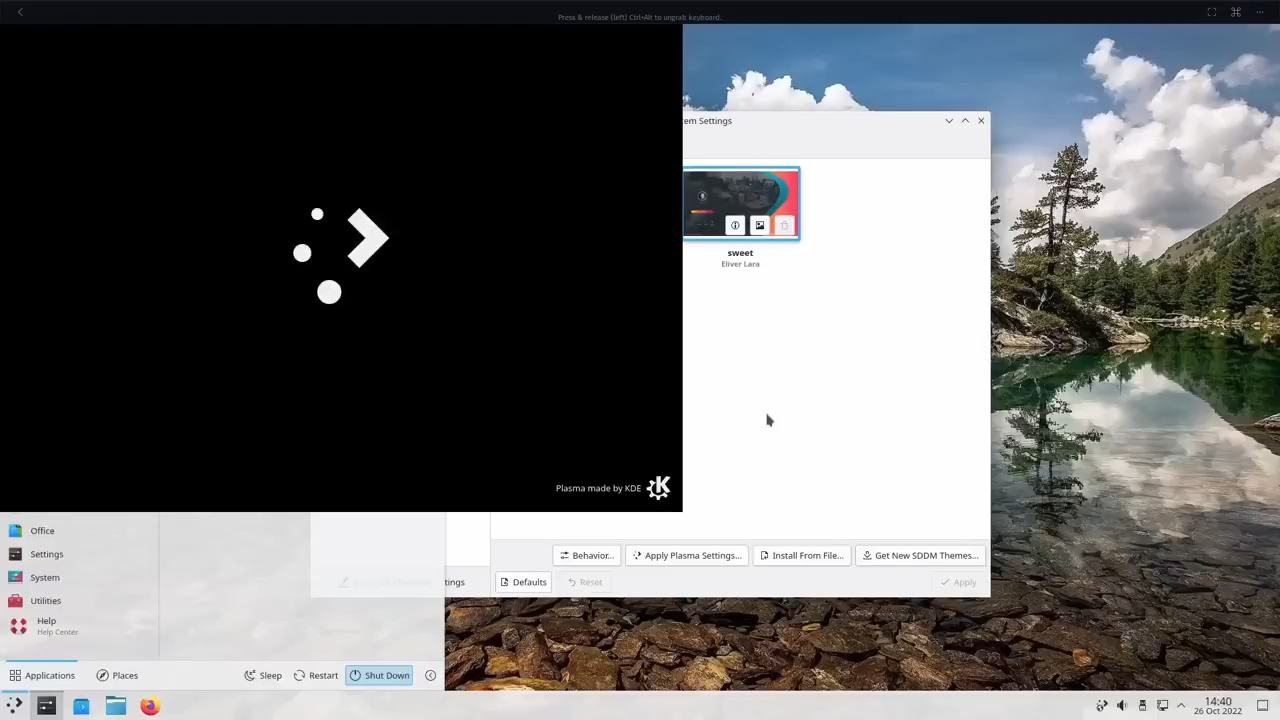 Press & release (left) Ctrl+Alt to ungrab keyboard.
em Settings
sweet
Eliver Lara
Plasma made by KDE
Office
Settings
System
Utilities
Help
Help Center
Behavior...
Apply Plasma Settings...
Install From File...
Get New SDDM Themes...
tings
Defaults
Reset
Apply
Applications
Places
Sleep
Restart
Shut Down
14:40
26 Oct 2022